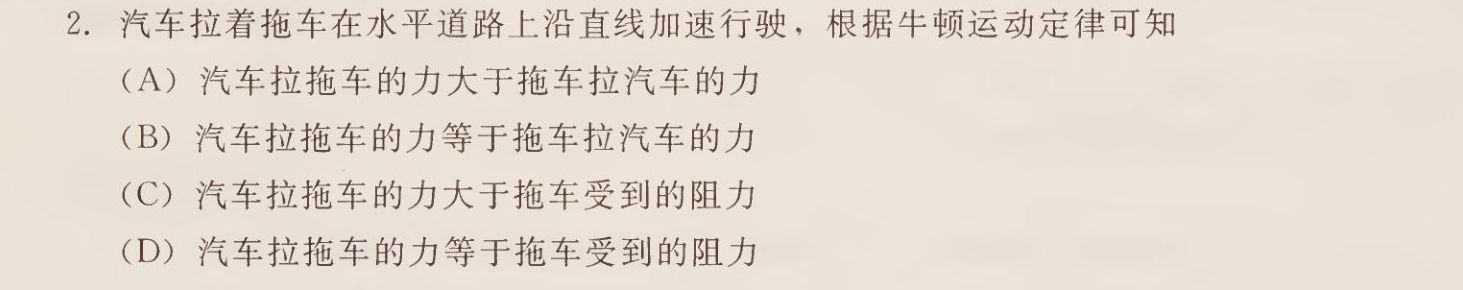 2. 汽车拉着拖车在水平道路上沿直线加速行驶，根据牛顿运动定律可知
（A）汽车拉拖车的力大于拖车拉汽车的力
（B）汽车拉拖车的力等于拖车拉汽车的力
（C）汽车拉拖车的力大于拖车受到的阻力
（D）汽车拉拖车的力等于拖车受到的阻力